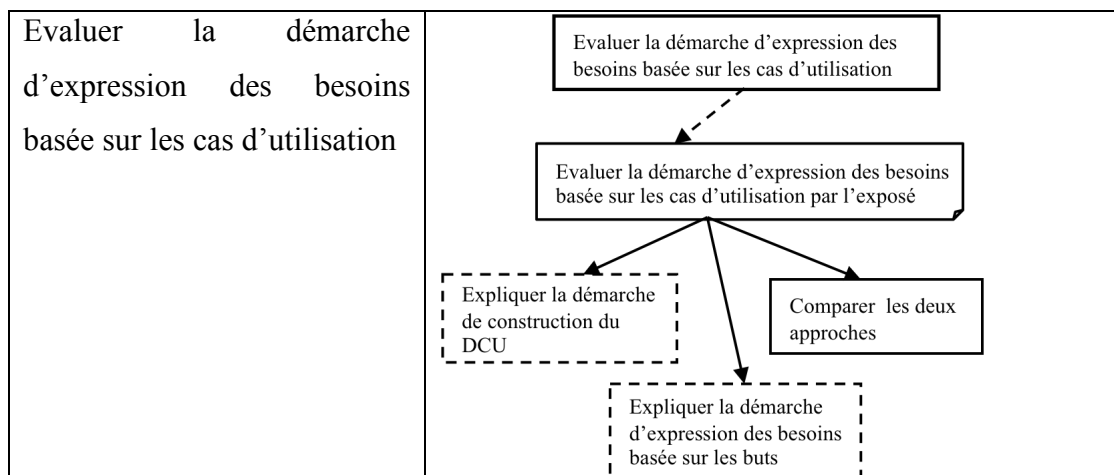 Evaluer la démarche
d'expression des besoins
basée sur les cas d'utilisation
Evaluer la démarche d'expression des
besoins basée sur les cas d'utilisation
Evaluer la démarche d'expression des besoins
basée sur les cas d'utilisation par l'exposé
Expliquer la démarche
de construction du
DCU
Comparer les deux
approches
Expliquer la démarche
d'expression des besoins
basée sur les buts